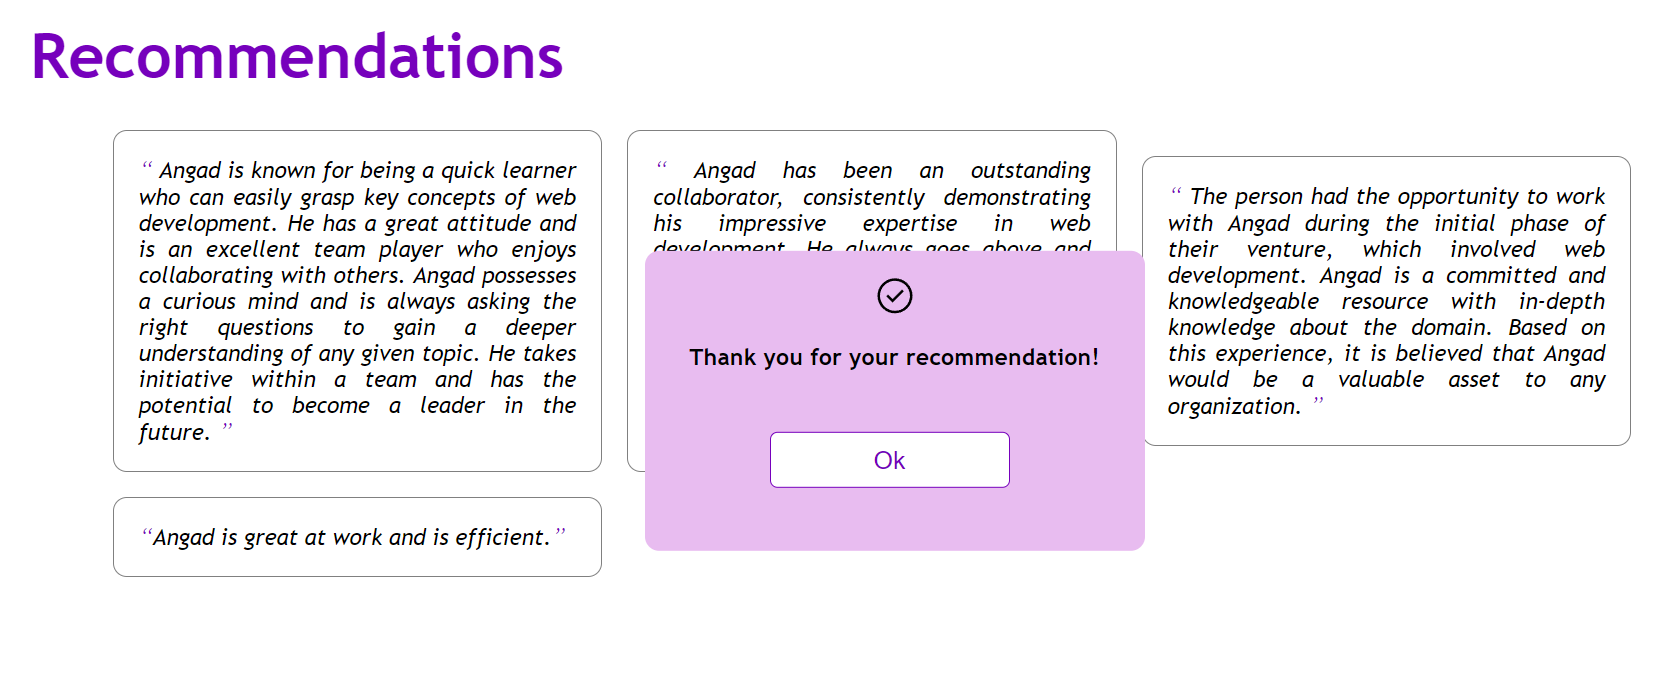 Recommendations
“ Angad is known for being a quick learner
who can easily grasp key concepts of web
development. He has a great attitude and
is an excellent team player who enjoys
collaborating with others. Angad possesses
a curious mind and is always asking the
right questions to gain a deeper
understanding of any given topic. He takes
initiative within a team and has the
potential to become a leader in the
future. ”
“ Angad has been an outstanding
collaborator, consistently demonstrating
his impressive expertise in web
development. He always goes above and
“ The person had the opportunity to work
with Angad during the initial phase of
their venture, which involved web
development. Angad is a committed and
knowledgeable resource with in-depth
knowledge about the domain. Based on
this experience, it is believed that Angad
would be a valuable asset to any
organization. ”
Thank you for your recommendation!
Ok
“Angad is great at work and is efficient.”